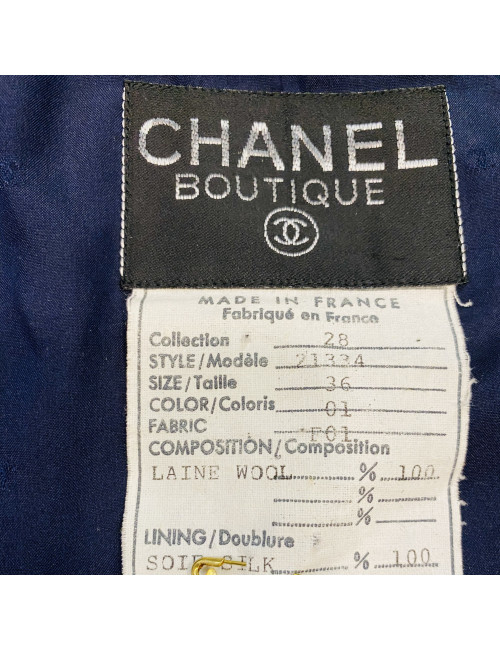 CHANEL
BOUTIQUE
MADE IN FRANCE
Fabriqué en France
Collection 28
STYLE/Modèle 21334
SIZE/Taille 36
COLOR/Coloris 01
FABRIC F01
COMPOSITION/Composition
LAINE WOOL % 100
%
%
LINING/Doublure
SOIE SILK % 100